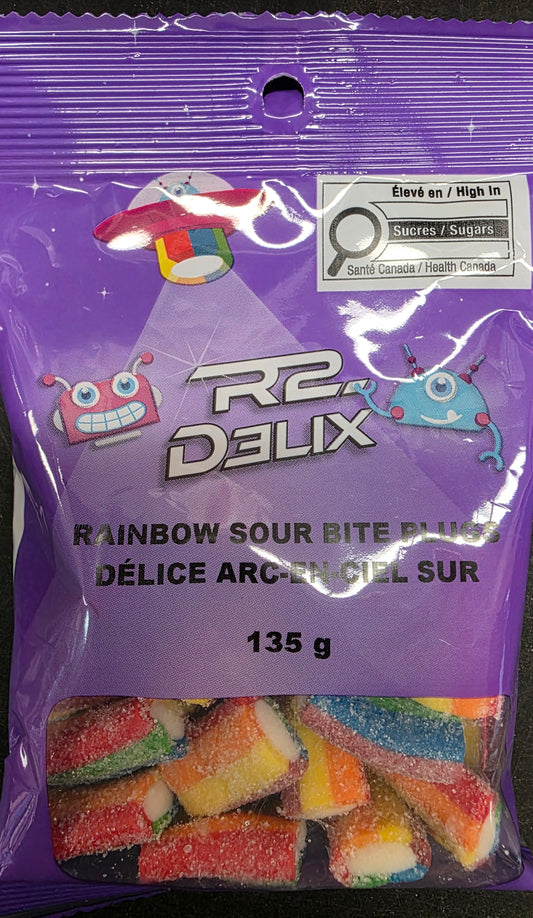 Élevé en / High in
Sucres / Sugars
Santé Canada / Health Canada
R2
D3LIX
RAINBOW SOUR BITE PLUGS
DÉLICE ARC-EN-CIEL SUR
135 g